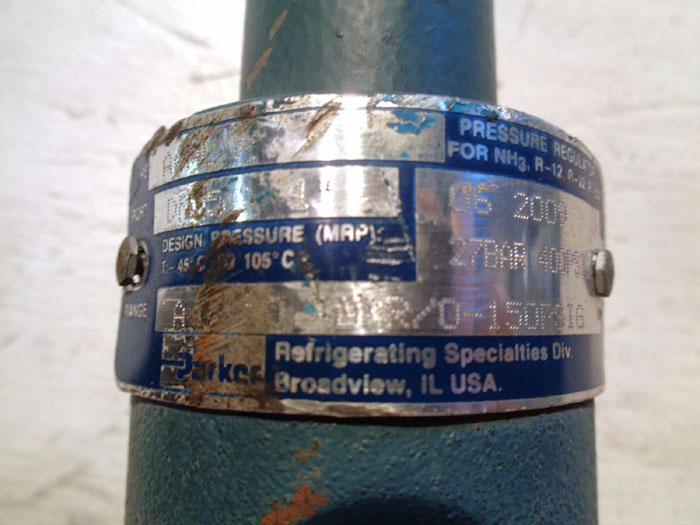 PRESSURE REGULATOR
FOR NH3, R-12, R-22,
PORT
06 2009
DESIGN PRESSURE (MRP)
T:- 45°C TO 105°C
27BAR 400PSIG
RANGE
/0-150PSIG
Parker
Refrigerating Specialties Div.
Broadview, IL USA.